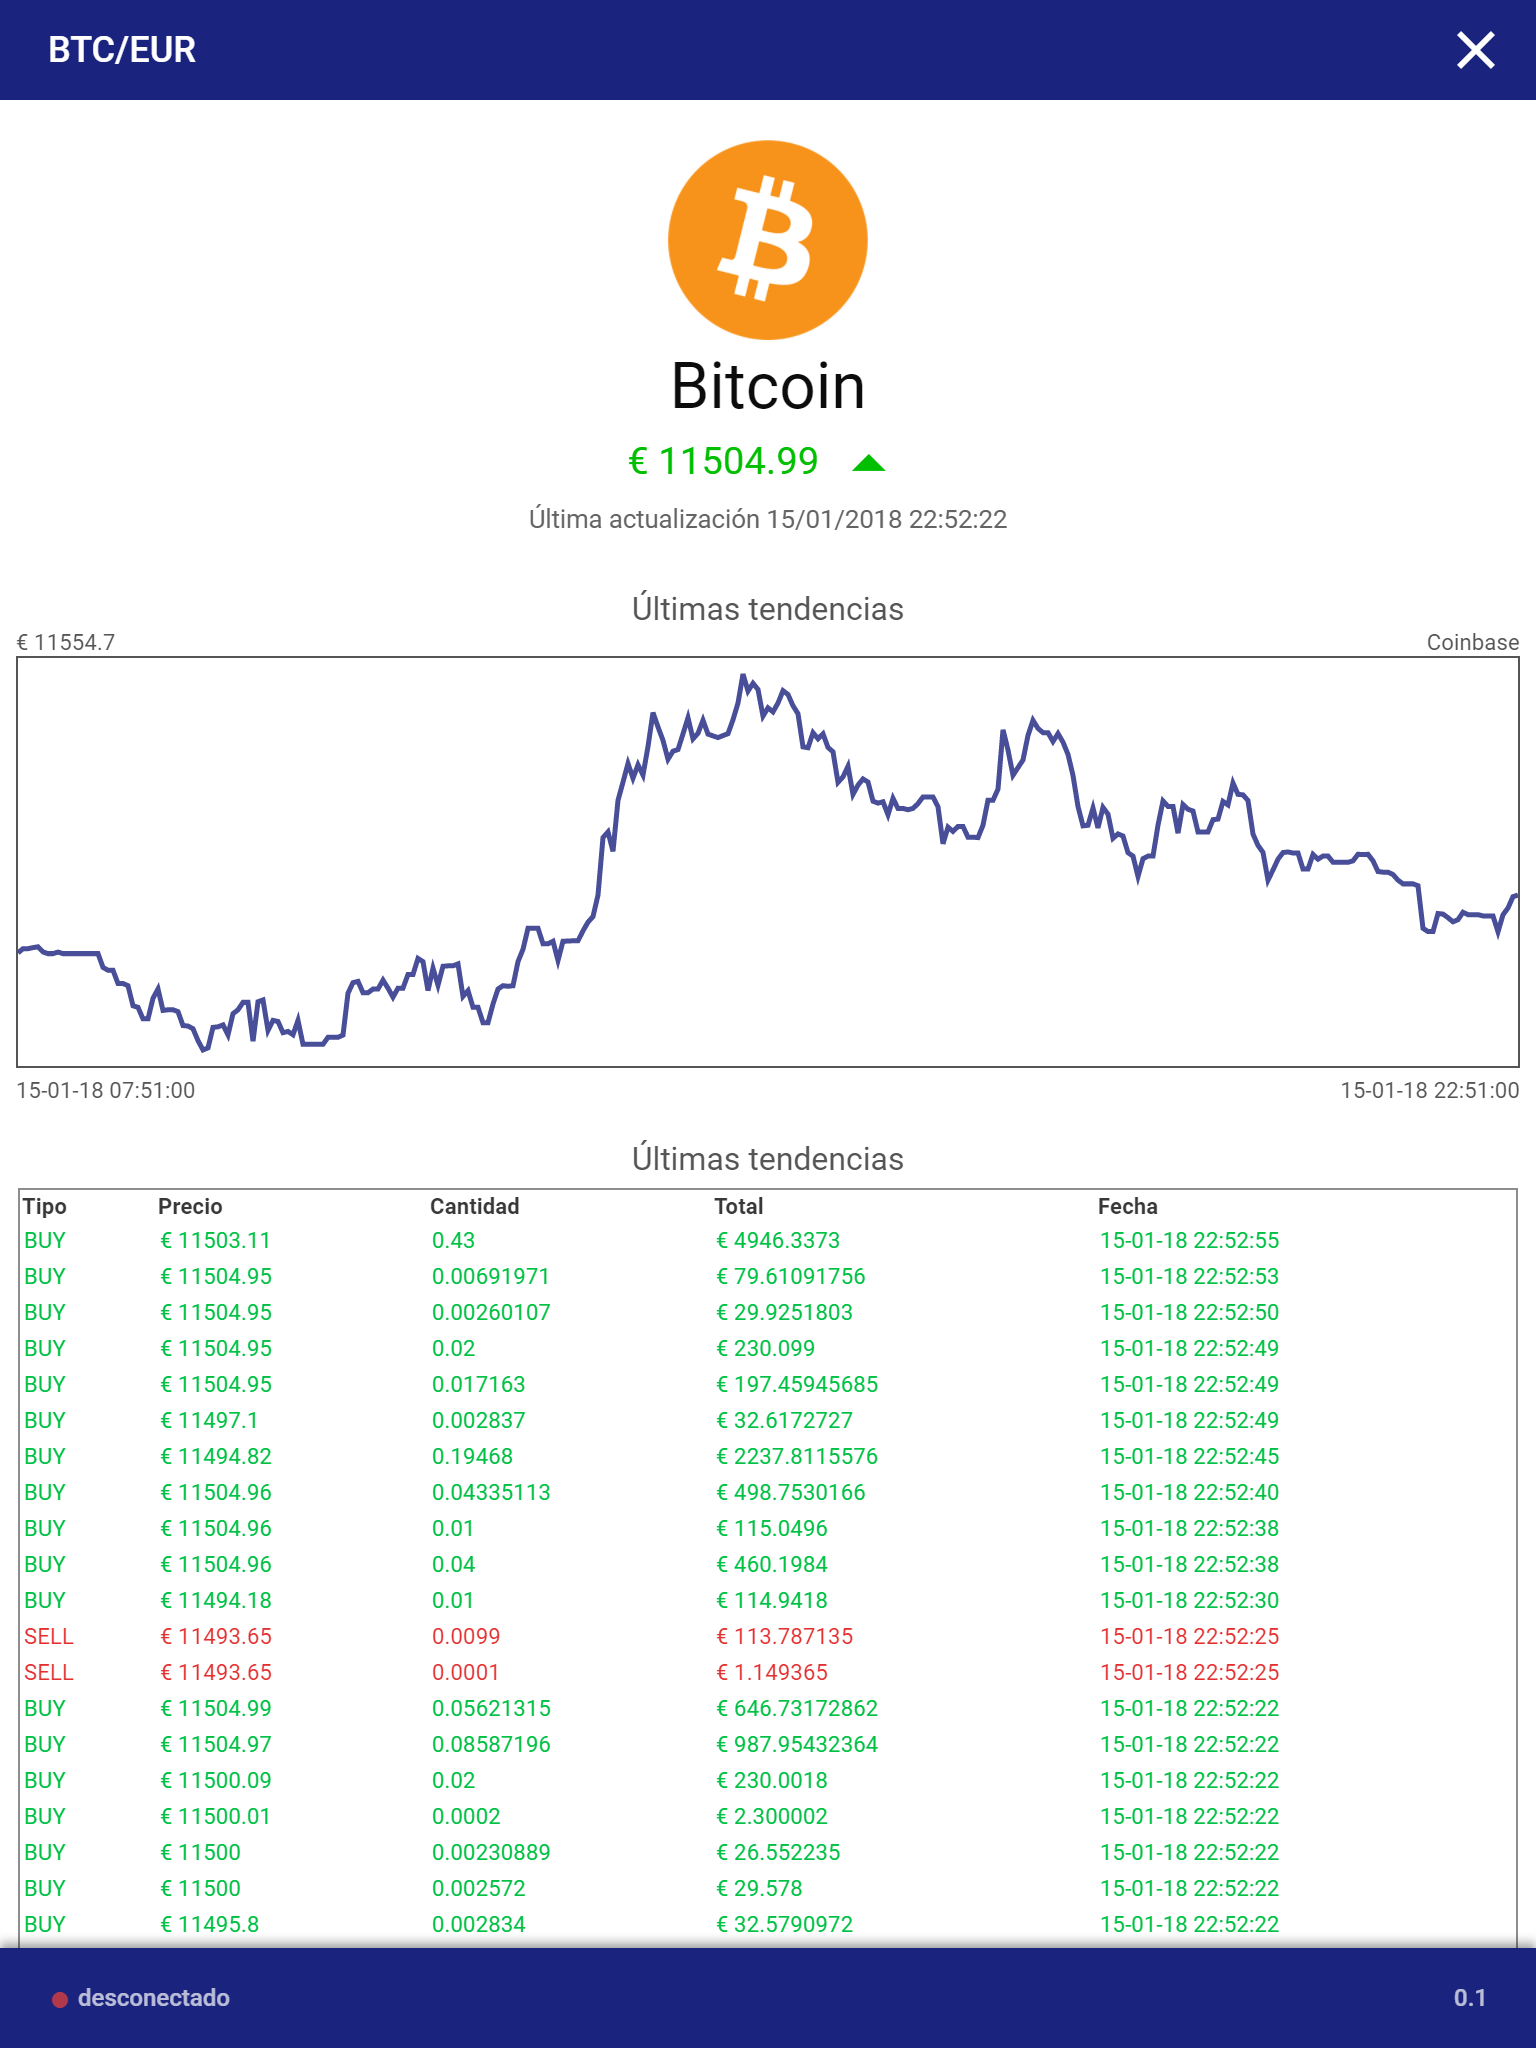 BTC/EUR
Bitcoin
€ 11504.99
Última actualización 15/01/2018 22:52:22
Últimas tendencias
€ 11554.7 Coinbase
15-01-18 07:51:00 15-01-18 22:51:00
Últimas tendencias
Tipo Precio Cantidad Total Fecha
BUY € 11503.11 0.43 € 4946.3373 15-01-18 22:52:55
BUY € 11504.95 0.00691971 € 79.61091756 15-01-18 22:52:53
BUY € 11504.95 0.00260107 € 29.9251803 15-01-18 22:52:50
BUY € 11504.95 0.02 € 230.099 15-01-18 22:52:49
BUY € 11504.95 0.017163 € 197.45945685 15-01-18 22:52:49
BUY € 11497.1 0.002837 € 32.6172727 15-01-18 22:52:49
BUY € 11494.82 0.19468 € 2237.8115576 15-01-18 22:52:45
BUY € 11504.96 0.04335113 € 498.7530166 15-01-18 22:52:40
BUY € 11504.96 0.01 € 115.0496 15-01-18 22:52:38
BUY € 11504.96 0.04 € 460.1984 15-01-18 22:52:38
BUY € 11494.18 0.01 € 114.9418 15-01-18 22:52:30
SELL € 11493.65 0.0099 € 113.787135 15-01-18 22:52:25
SELL € 11493.65 0.0001 € 1.149365 15-01-18 22:52:25
BUY € 11504.99 0.05621315 € 646.73172862 15-01-18 22:52:22
BUY € 11504.97 0.08587196 € 987.95432364 15-01-18 22:52:22
BUY € 11500.09 0.02 € 230.0018 15-01-18 22:52:22
BUY € 11500.01 0.0002 € 2.300002 15-01-18 22:52:22
BUY € 11500 0.00230889 € 26.552235 15-01-18 22:52:22
BUY € 11500 0.002572 € 29.578 15-01-18 22:52:22
BUY € 11495.8 0.002834 € 32.5790972 15-01-18 22:52:22
desconectado 0.1